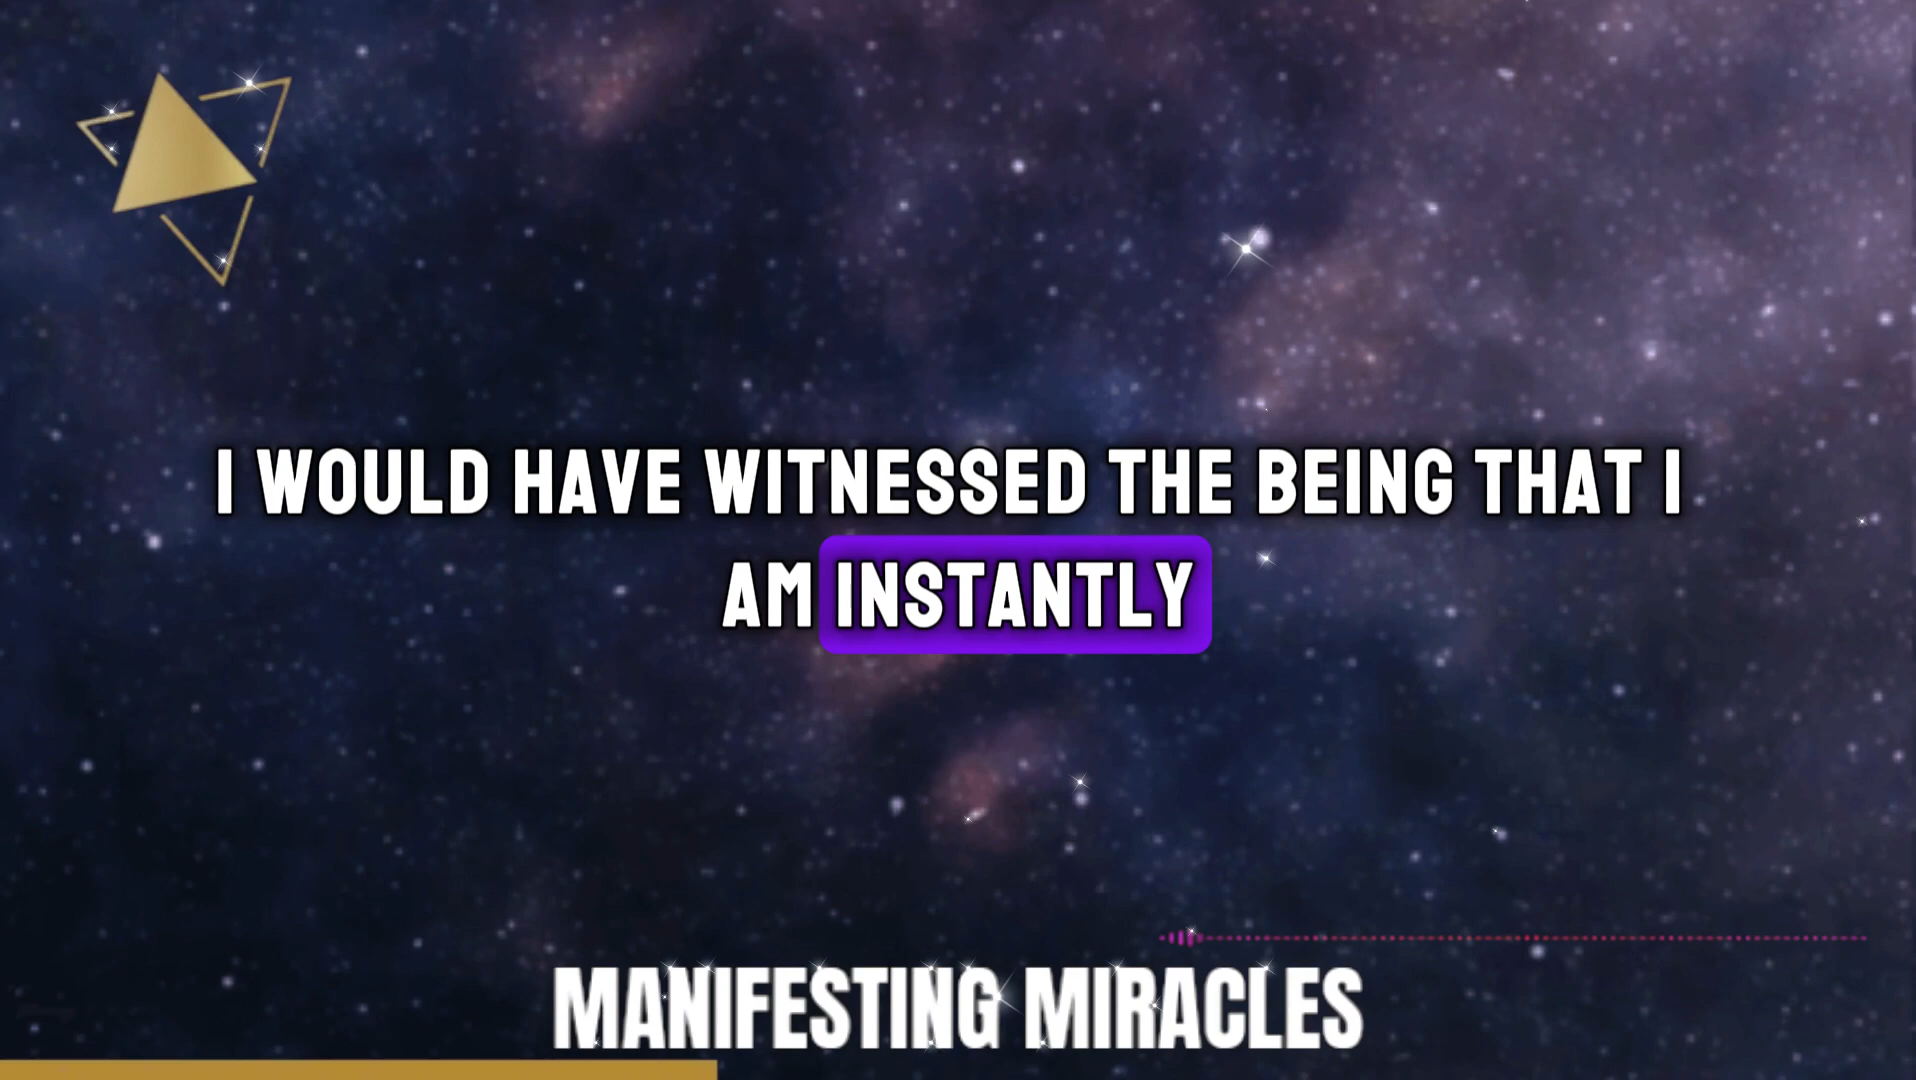 I WOULD HAVE WITNESSED THE BEING THAT I
AM INSTANTLY
MANIFESTING MIRACLES